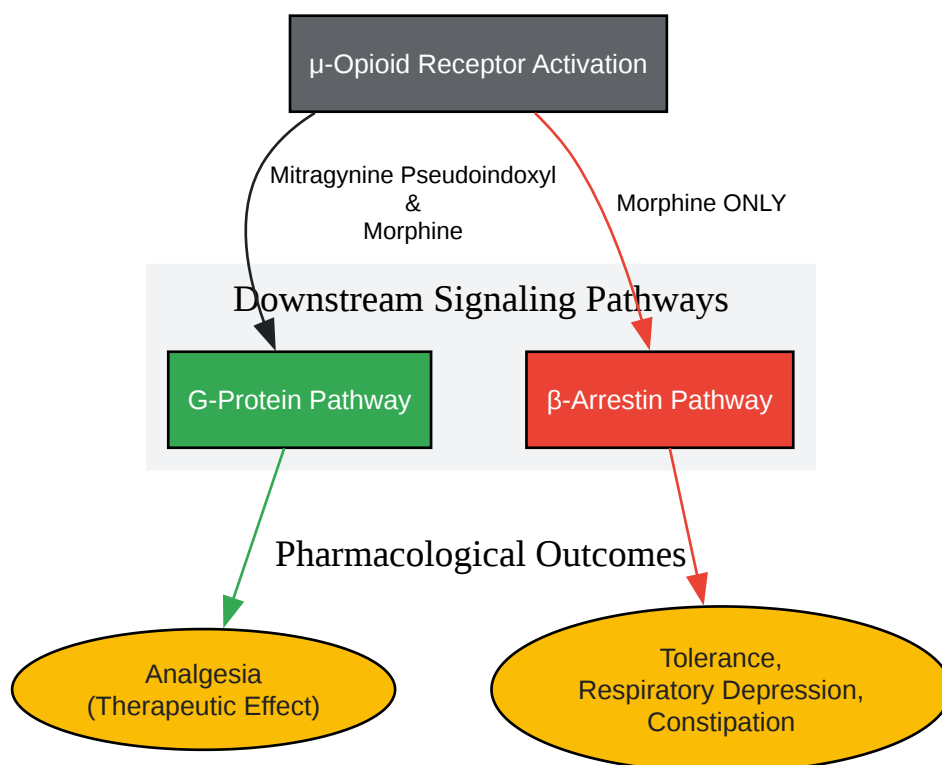 μ-Opioid Receptor Activation
Mitragynine Pseudoindoxyl
&
Morphine
Morphine ONLY
Downstream Signaling Pathways
G-Protein Pathway
β-Arrestin Pathway
Pharmacological Outcomes
Analgesia
(Therapeutic Effect)
Tolerance,
Respiratory Depression,
Constipation